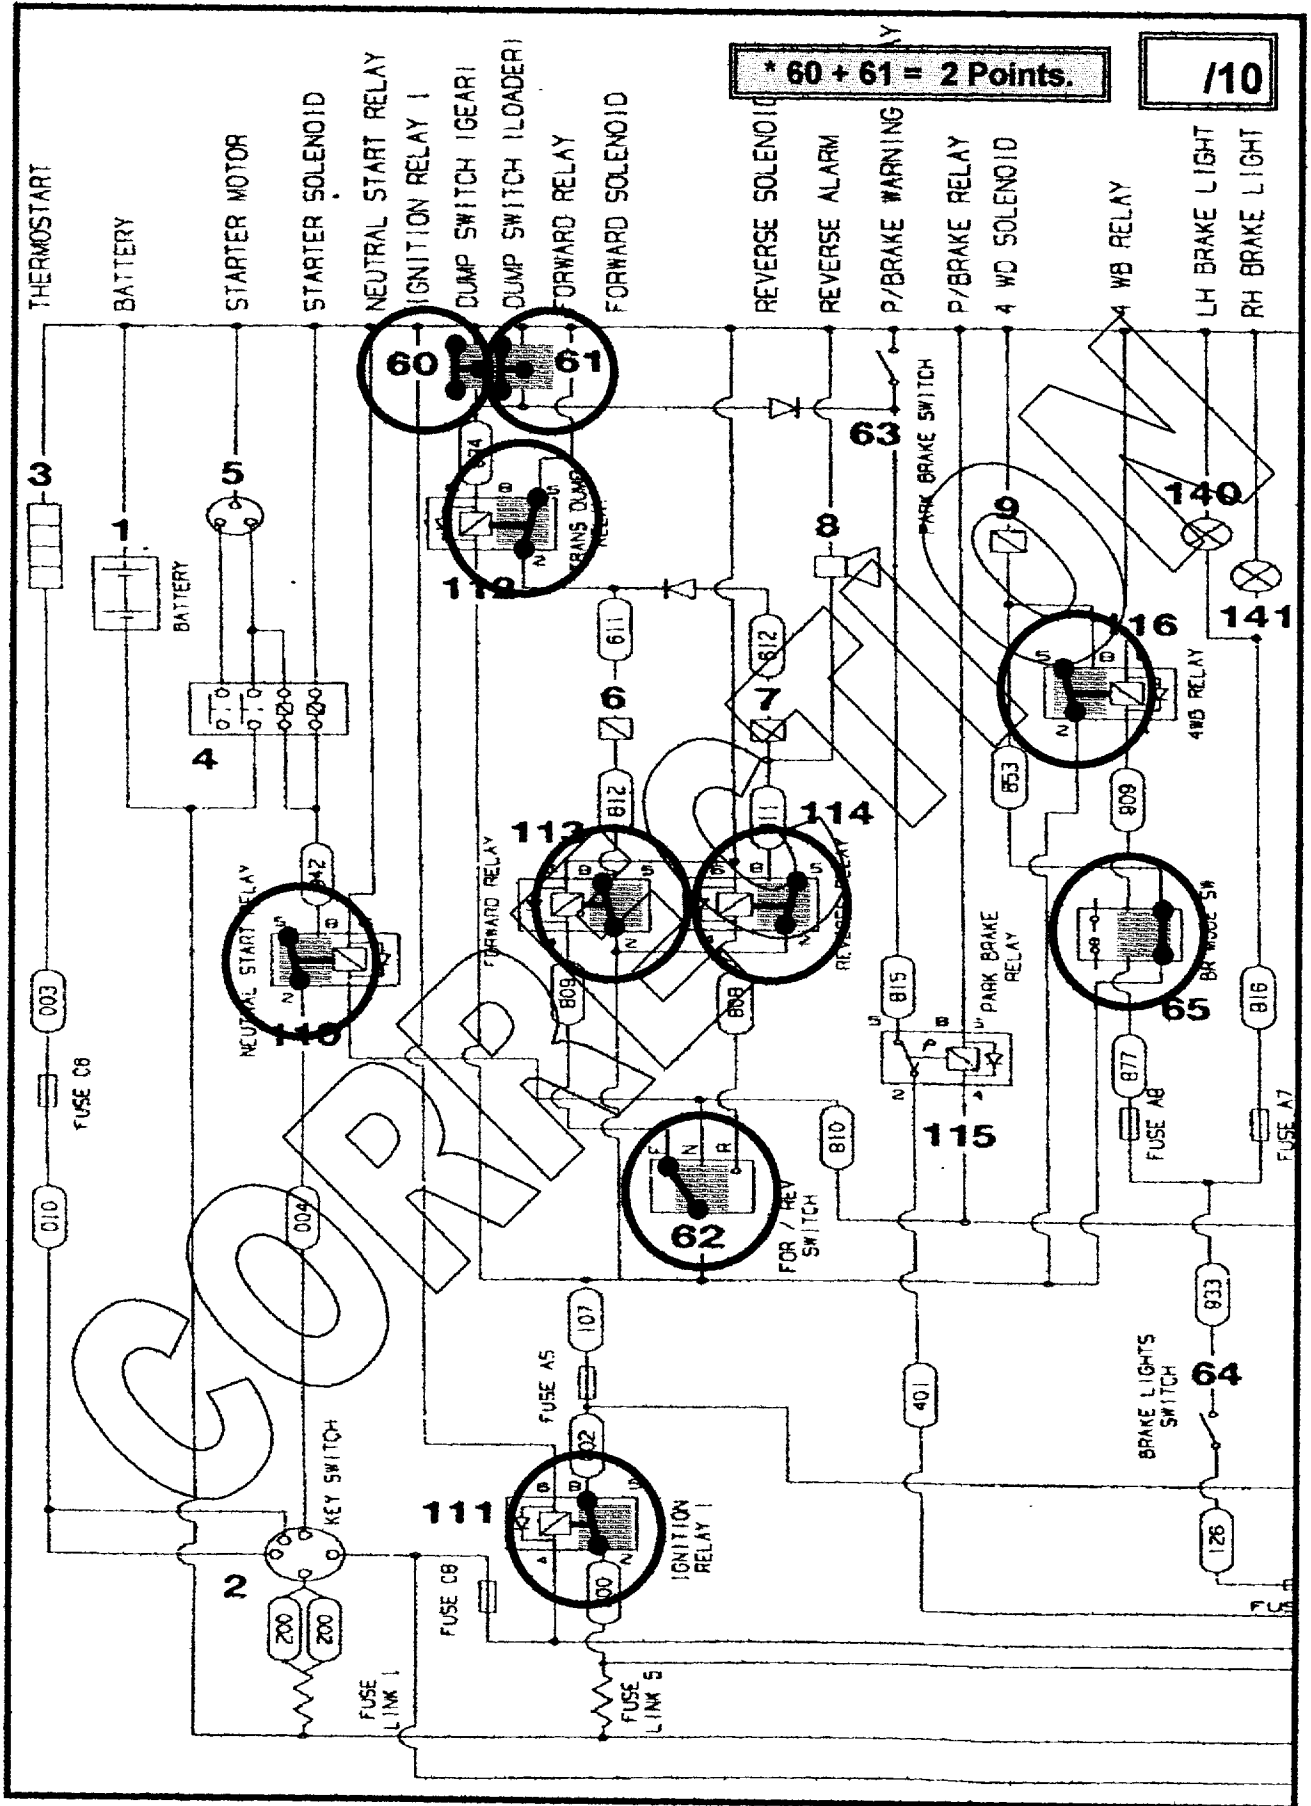 * 60 + 61 = 2 Points.
/10
THERMOSTART
BATTERY
STARTER MOTOR
STARTER SOLENOID
NEUTRAL START RELAY
IGNITION RELAY 1
DUMP SWITCH (GEAR)
DUMP SWITCH (LOADER)
FORWARD RELAY
FORWARD SOLENOID
REVERSE SOLENOID
REVERSE ALARM
P/BRAKE WARNING
P/BRAKE RELAY
4 WD SOLENOID
4 WB RELAY
LH BRAKE LIGHT
RH BRAKE LIGHT
60
61
63
PARK BRAKE SWITCH
3
5
1
8
9
140
141
BATTERY
112
TRANS DUMP
611
612
116
4WB RELAY
6
7
4
853
909
812
113
114
FORWARD RELAY
NEUTRAL START RELAY
110
809
808
815
PARK BRAKE
RELAY
BR MODE SW
65
816
003
FUSE C6
877
FUSE A8
FUSE A7
115
810
F
N
R
62
FOR / REV
SWITCH
010
004
107
FUSE A5
933
BRAKE LIGHTS
SWITCH
64
401
KEY SWITCH
111
IGNITION
RELAY 1
2
FUSE C8
126
200
200
FUSE
LINK 1
FUSE
LINK 5
CORRECTION